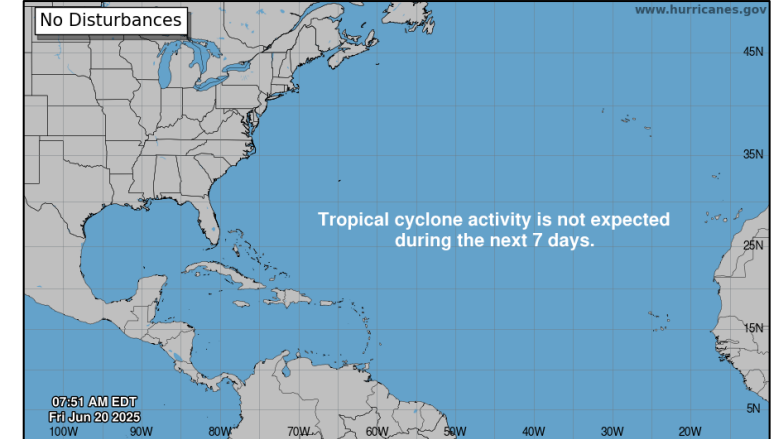 No Disturbances
www.hurricanes.gov
45N
35N
Tropical cyclone activity is not expected
during the next 7 days.
25N
15N
07:51 AM EDT
Fri Jun 20 2025
5N
100W 90W 80W 70W 60W 50W 40W 30W 20W